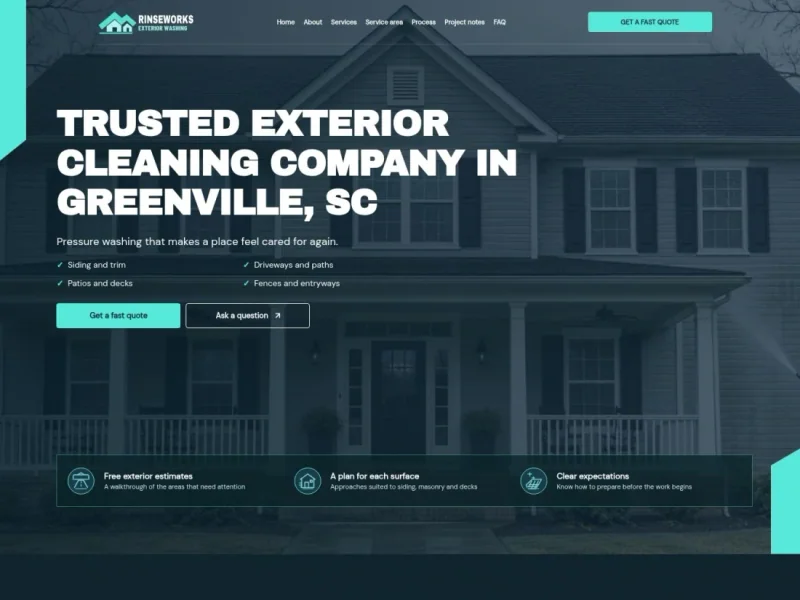 RINSEWORKS
EXTERIOR WASHING
Home About Services Service area Process Project notes FAQ
GET A FAST QUOTE
TRUSTED EXTERIOR
CLEANING COMPANY IN
GREENVILLE, SC
Pressure washing that makes a place feel cared for again.
✓ Siding and trim
✓ Driveways and paths
✓ Patios and decks
✓ Fences and entryways
Get a fast quote
Ask a question ↗
Free exterior estimates
A walkthrough of the areas that need attention
A plan for each surface
Approaches suited to siding, masonry and decks
Clear expectations
Know how to prepare before the work begins